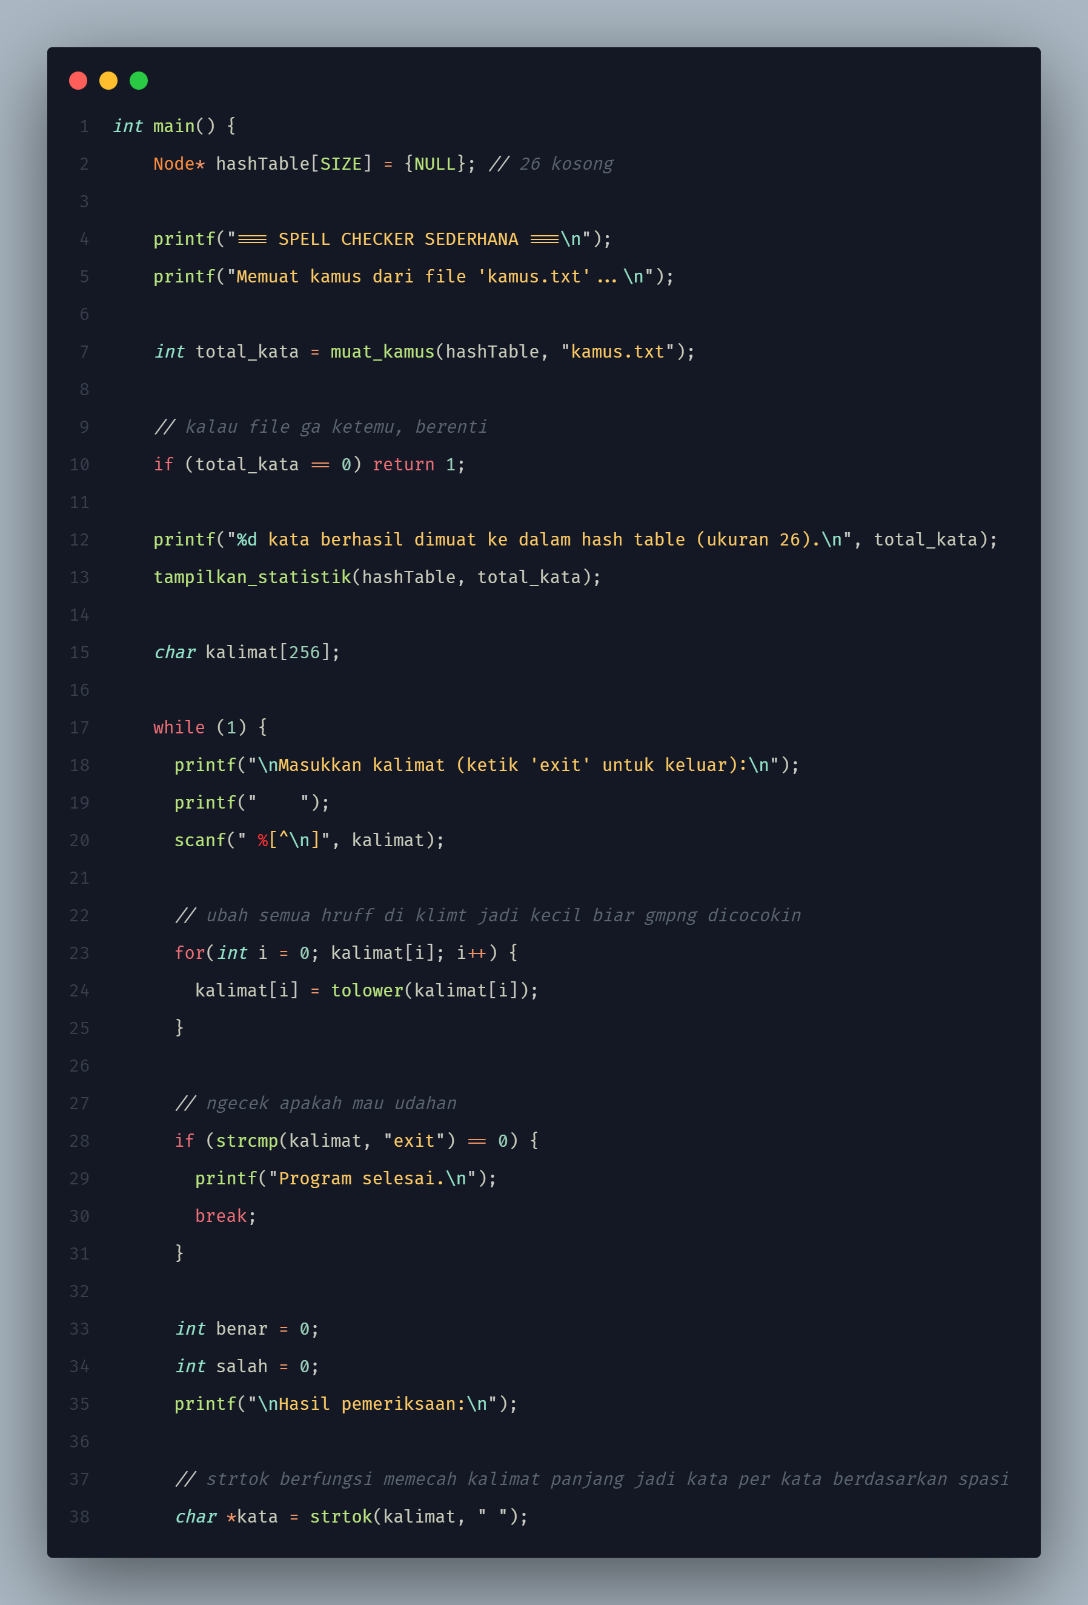 1 int main() {
2     Node* hashTable[SIZE] = {NULL}; // 26 kosong
3
4     printf("=== SPELL CHECKER SEDERHANA ===\n");
5     printf("Memuat kamus dari file 'kamus.txt'...\n");
6
7     int total_kata = muat_kamus(hashTable, "kamus.txt");
8
9     // kalau file ga ketemu, berenti
10     if (total_kata == 0) return 1;
11
12     printf("%d kata berhasil dimuat ke dalam hash table (ukuran 26).\n", total_kata);
13     tampilkan_statistik(hashTable, total_kata);
14
15     char kalimat[256];
16
17     while (1) {
18       printf("\nMasukkan kalimat (ketik 'exit' untuk keluar):\n");
19       printf("    ");
20       scanf(" %[^\n]", kalimat);
21
22       // ubah semua hruff di klimt jadi kecil biar gmpng dicocokin
23       for(int i = 0; kalimat[i]; i++) {
24         kalimat[i] = tolower(kalimat[i]);
25       }
26
27       // ngecek apakah mau udahan
28       if (strcmp(kalimat, "exit") == 0) {
29         printf("Program selesai.\n");
30         break;
31       }
32
33       int benar = 0;
34       int salah = 0;
35       printf("\nHasil pemeriksaan:\n");
36
37       // strtok berfungsi memecah kalimat panjang jadi kata per kata berdasarkan spasi
38       char *kata = strtok(kalimat, " ");